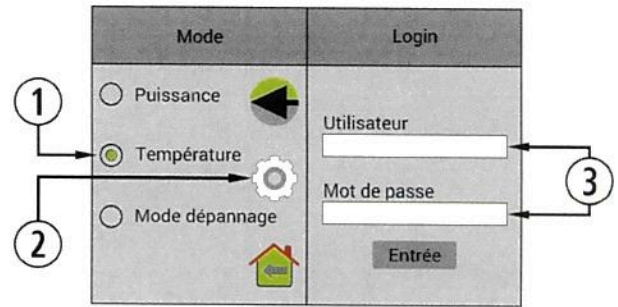 Mode
Login
1
Puissance
Utilisateur
Température
3
Mot de passe
2
Mode dépannage
Entrée